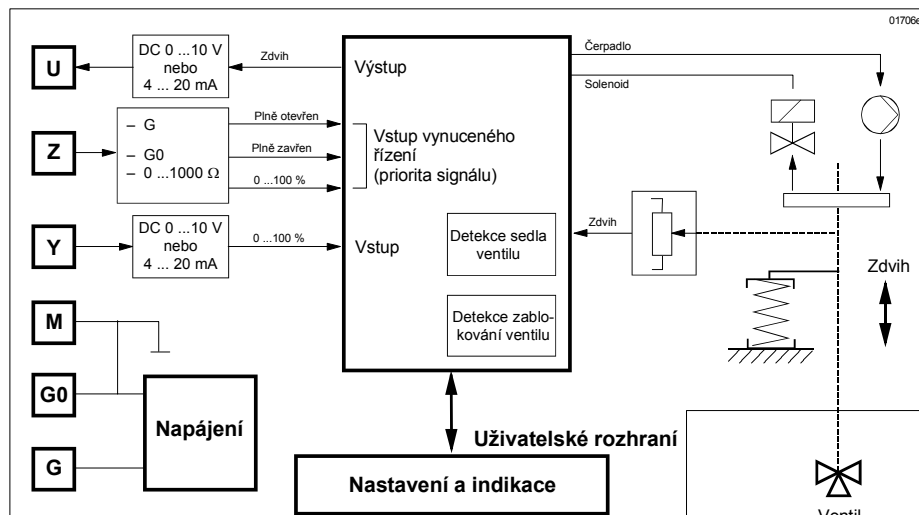 01706e
U
DC 0 ...10 V
nebo
4 ... 20 mA
Zdvih
Výstup
Čerpadlo
Solenoid
Z
– G
– G0
– 0 ...1000 Ω
Plně otevřen
Plně zavřen
0 ...100 %
Vstup vynuceného
řízení
(priorita signálu)
Y
DC 0 ...10 V
nebo
4 ... 20 mA
0 ...100 %
Vstup
Detekce sedla
ventilu
Zdvih
Zdvih
Detekce zablo-
kování ventilu
M
G0
G
Napájení
Uživatelské rozhraní
Nastavení a indikace
Ventil